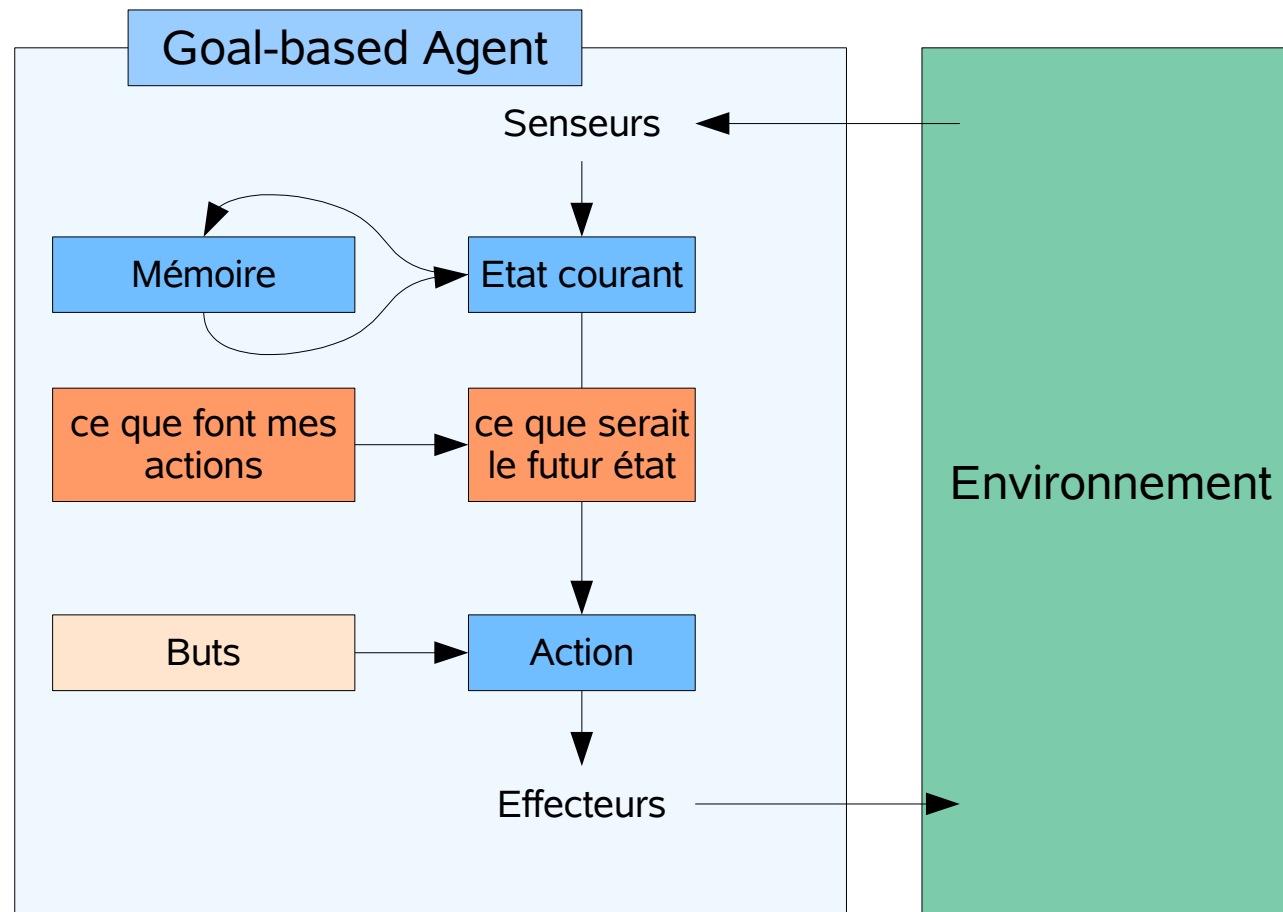 Goal-based Agent
Senseurs
Mémoire
Etat courant
ce que font mes
actions
ce que serait
le futur état
Environnement
Buts
Action
Effecteurs